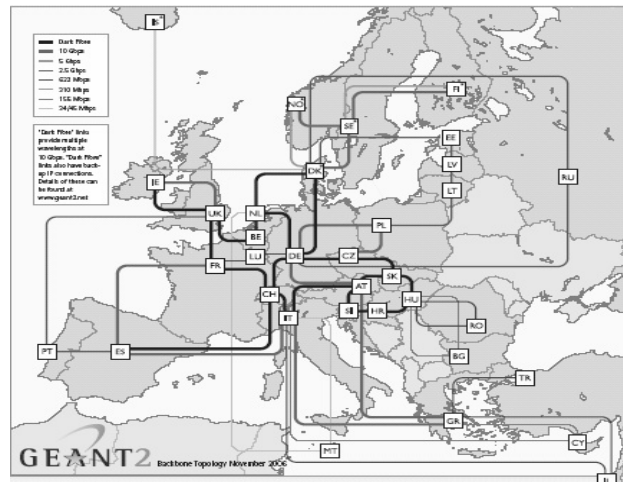 IS
Dark Fibre
10 Gbps
5 Gbps
2.5 Gbps
622 Mbps
310 Mbps
155 Mbps
34/45 Mbps
"Dark Fibre" links
provide multiple
wavelengths at
10 Gbps. "Dark Fibre"
links also have back-
up IP connections.
Details of these can
be found at
www.geant2.net
NO
SE
FI
EE
LV
LT
RU
IE
DK
UK
NL
BE
LU
DE
PL
CZ
FR
SK
CH
AT
HU
IT
SI
HR
RO
PT
ES
BG
TR
GR
CY
MT
IL
GEANT2 Backbone Topology November 2006